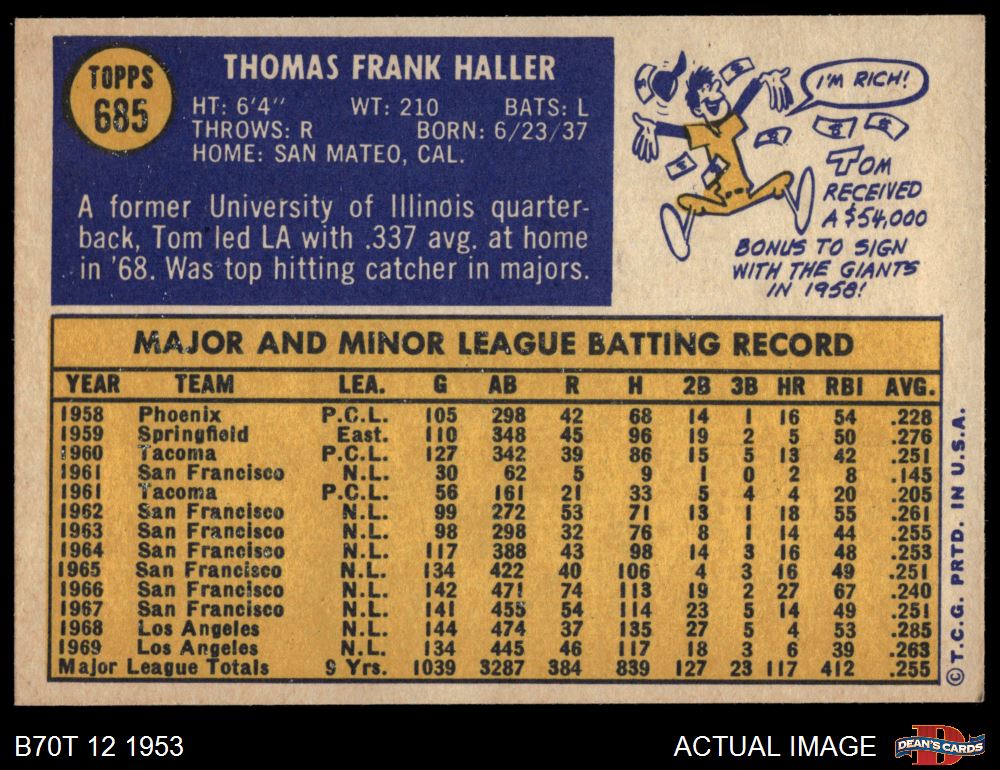 TOPPS
685
THOMAS FRANK HALLER
HT: 6'4" WT: 210 BATS: L
THROWS: R BORN: 6/23/37
HOME: SAN MATEO, CAL.
A former University of Illinois quarter-
back, Tom led LA with .337 avg. at home
in '68. Was top hitting catcher in majors.
I'M RICH!
TOM
RECEIVED
A $54,000
BONUS TO SIGN
WITH THE GIANTS
IN 1958!
MAJOR AND MINOR LEAGUE BATTING RECORD
YEAR TEAM LEA. G AB R H 2B 3B HR RBI AVG.
1958 Phoenix P.C.L. 105 298 42 68 14 1 16 54 .228
1959 Springfield East. 110 348 45 96 19 2 5 50 .276
1960 Tacoma P.C.L. 127 342 39 86 15 5 13 42 .251
1961 San Francisco N.L. 30 62 5 9 1 0 2 8 .145
1961 Tacoma P.C.L. 56 161 21 33 5 4 4 20 .205
1962 San Francisco N.L. 99 272 53 71 13 1 18 55 .261
1963 San Francisco N.L. 98 298 32 76 8 1 14 44 .255
1964 San Francisco N.L. 117 388 43 98 14 3 16 48 .253
1965 San Francisco N.L. 134 422 40 106 4 3 16 49 .251
1966 San Francisco N.L. 142 471 74 113 19 2 27 67 .240
1967 San Francisco N.L. 141 455 54 114 23 5 14 49 .251
1968 Los Angeles N.L. 144 474 37 135 27 5 4 53 .285
1969 Los Angeles N.L. 134 445 46 117 18 3 6 39 .263
Major League Totals 9 Yrs. 1039 3287 384 839 127 23 117 412 .255
©T.C.G. PRTD. IN U.S.A.
B70T 12 1953
ACTUAL IMAGE
D
DEAN'S CARDS